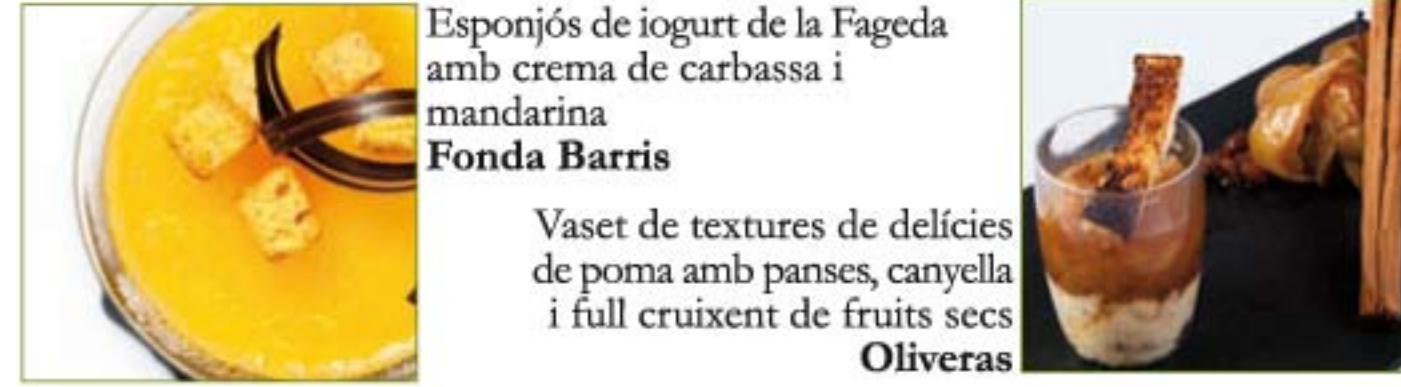 Esponjós de iogurt de la Fageda
amb crema de carbassa i
mandarina
Fonda Barris
Vaset de textures de delícies
de poma amb panses, canyella
i full cruixent de fruits secs
Oliveras